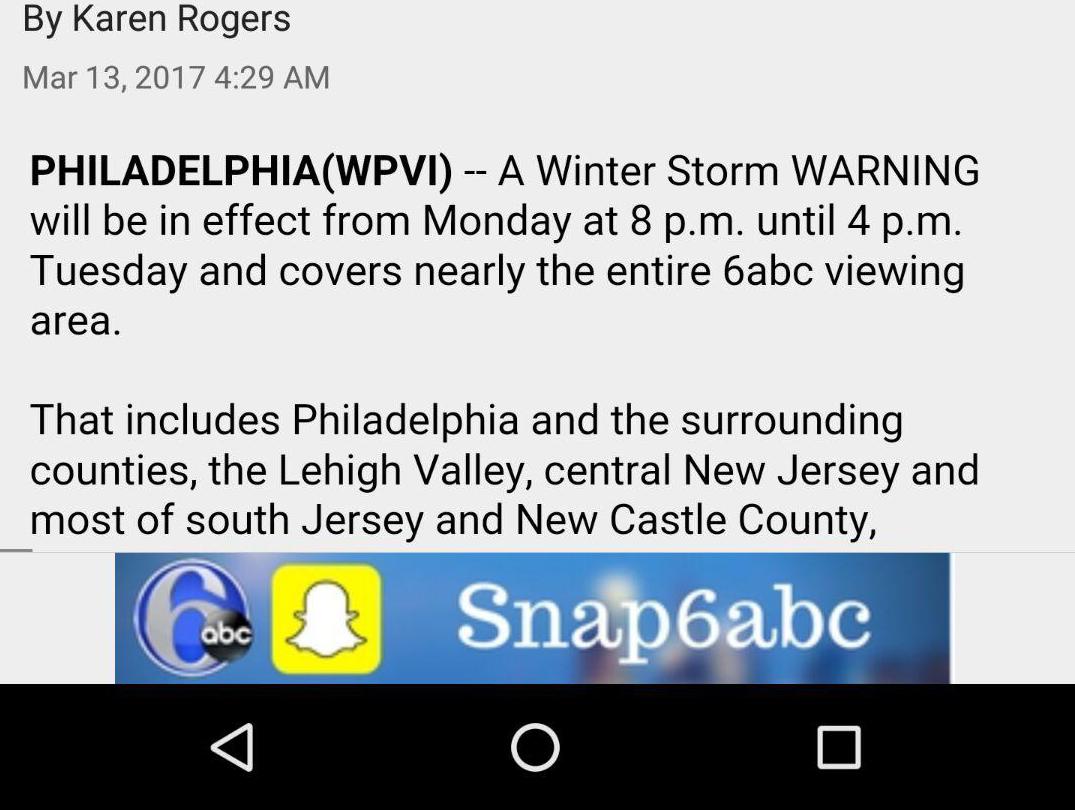 By Karen Rogers
Mar 13, 2017 4:29 AM
PHILADELPHIA(WPVI) -- A Winter Storm WARNING
will be in effect from Monday at 8 p.m. until 4 p.m.
Tuesday and covers nearly the entire 6abc viewing
area.
That includes Philadelphia and the surrounding
counties, the Lehigh Valley, central New Jersey and
most of south Jersey and New Castle County,
6 abc Snap6abc